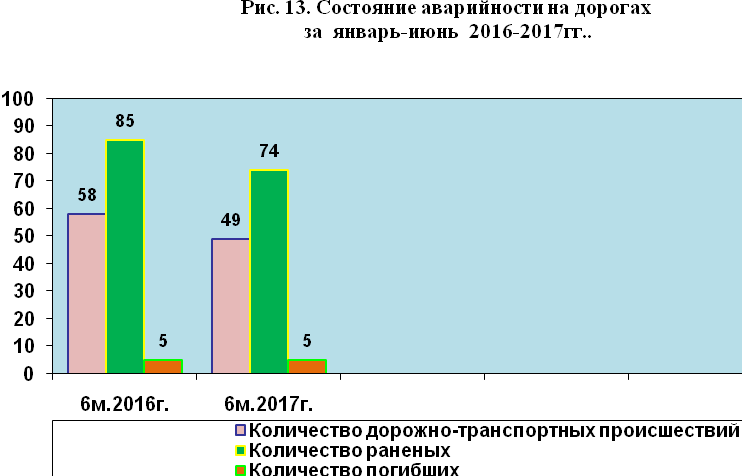 Рис. 13. Состояние аварийности на дорогах
за январь-июнь 2016-2017гг..
100
90
80
70
60
50
40
30
20
10
0
58
85
5
49
74
5
6м.2016г.
6м.2017г.
Количество дорожно-транспортных происшествий
Количество раненых
Количество погибших